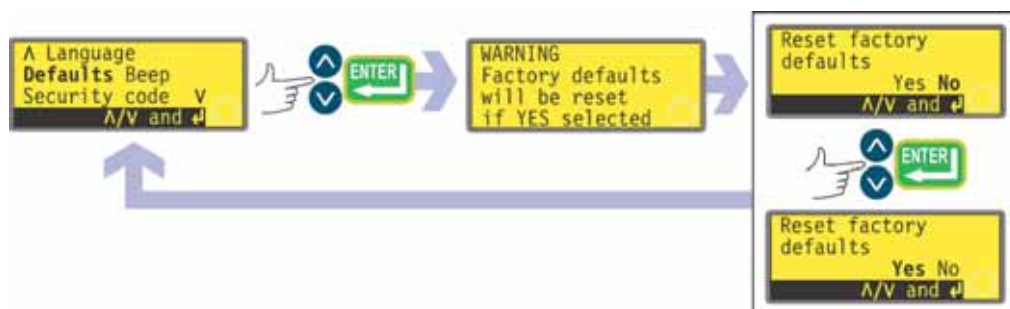 Λ Language
Defaults Beep
Security code V
Λ/V and ↵
ENTER
WARNING
Factory defaults
will be reset
if YES selected
Reset factory
defaults
Yes No
Λ/V and ↵
ENTER
Reset factory
defaults
Yes No
Λ/V and ↵